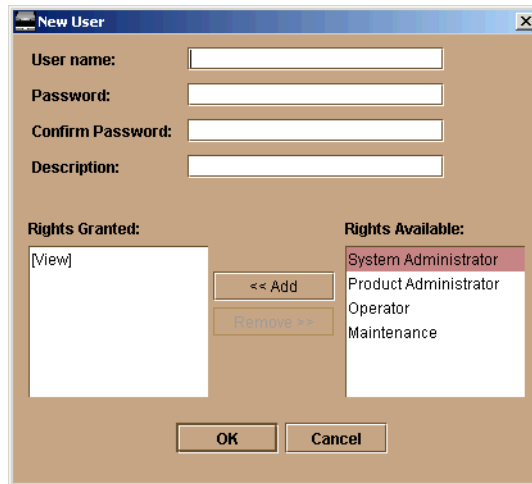 New User
User name:
Password:
Confirm Password:
Description:
Rights Granted:
Rights Available:
[View]
System Administrator
Product Administrator
Operator
Maintenance
<< Add
Remove >>
OK
Cancel